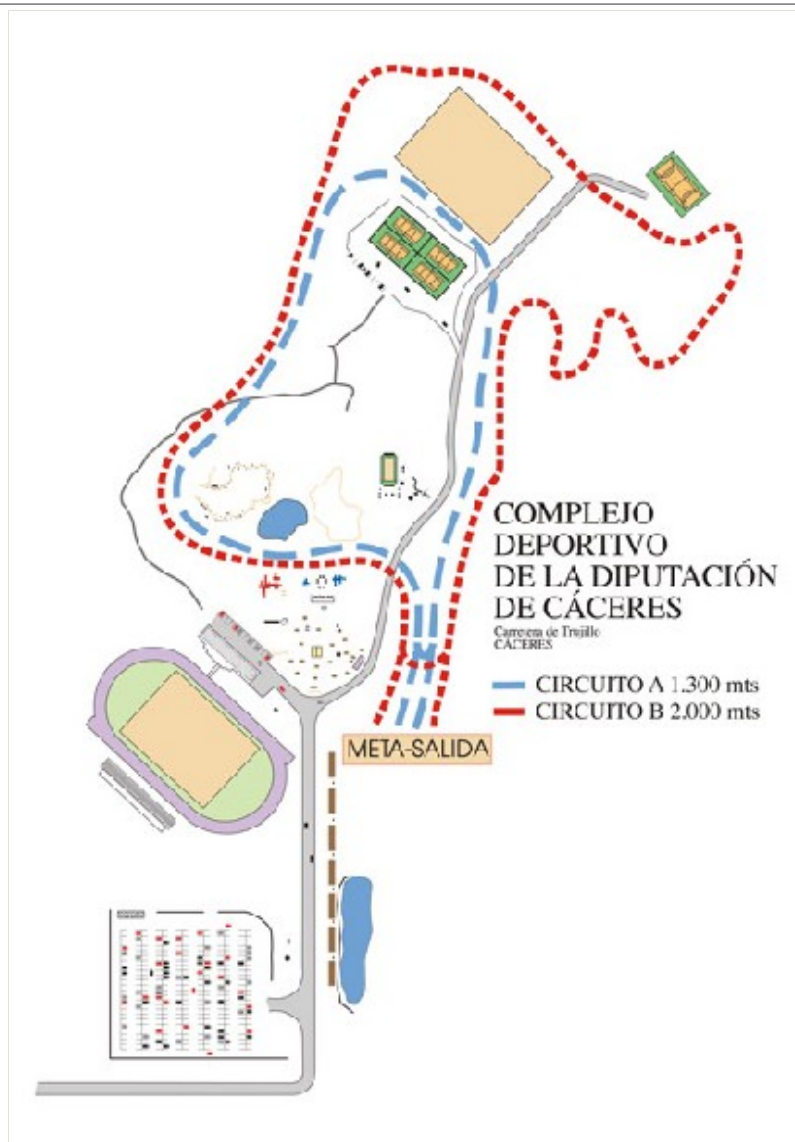 COMPLEJO
DEPORTIVO
DE LA DIPUTACIÓN
DE CÁCERES
Carretera de Trujillo
CÁCERES
CIRCUITO A 1.300 mts
CIRCUITO B 2.000 mts
META-SALIDA